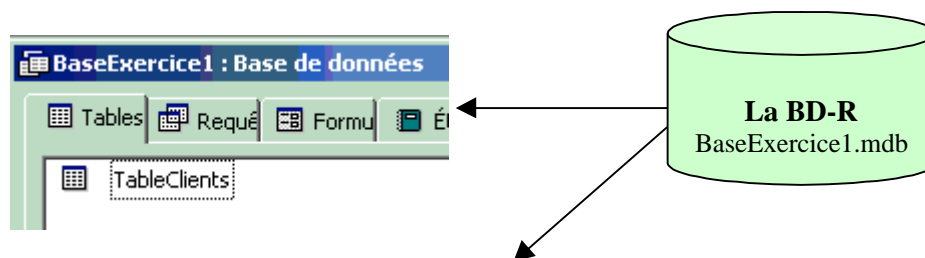 BaseExercice1 : Base de données
Tables Requê Formu
TableClients
La BD-R
BaseExercice1.mdb